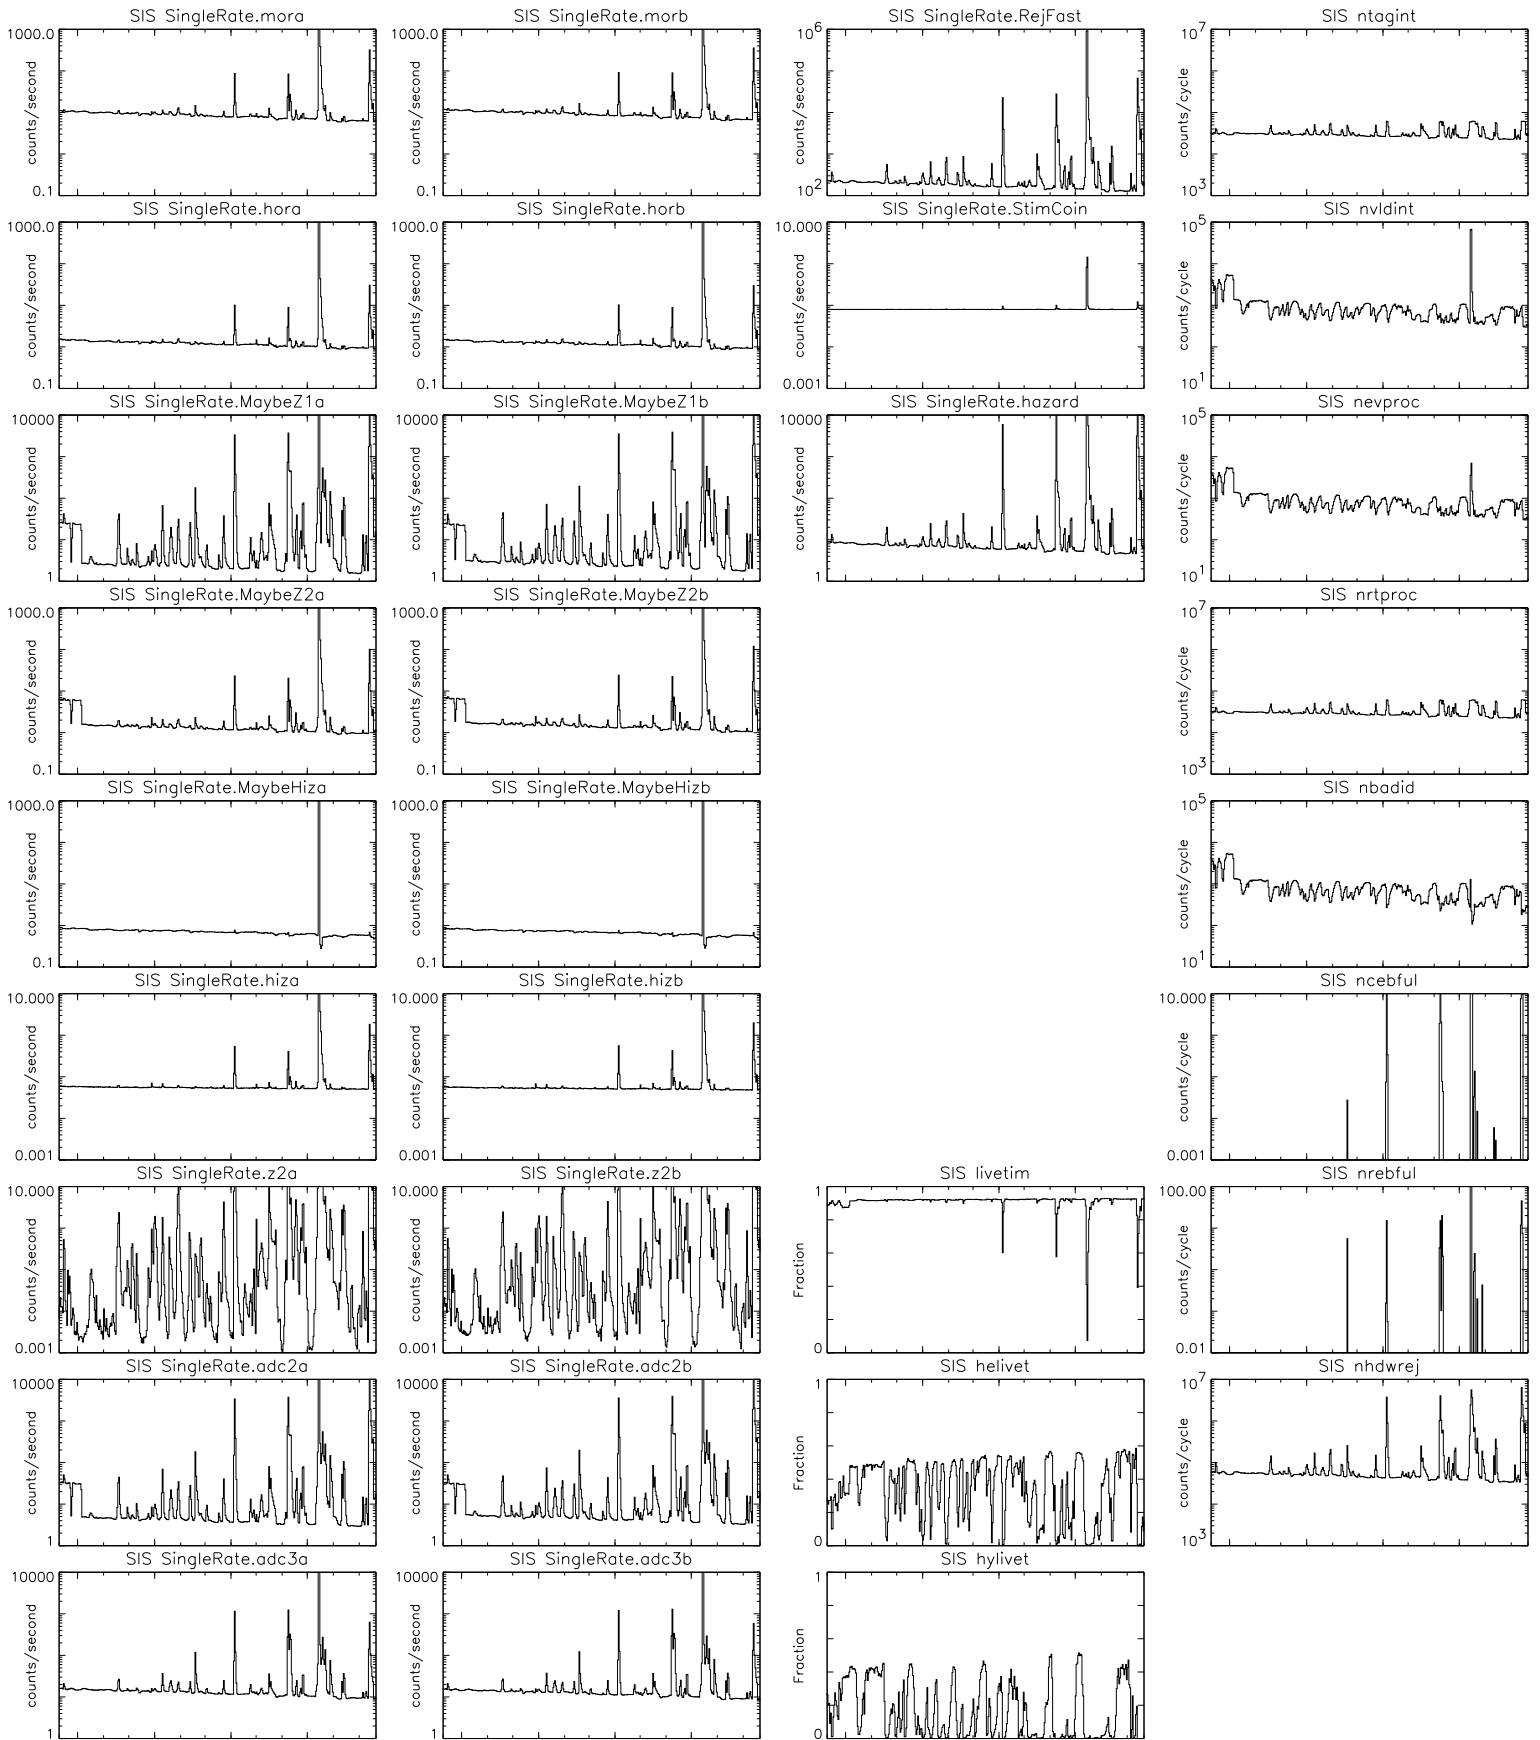 SIS SingleRate.mora
1000.0
counts/second
0.1
SIS SingleRate.morb
1000.0
counts/second
0.1
SIS SingleRate.RejFast
10^6
counts/second
10^2
SIS ntagint
10^7
counts/cycle
10^3
SIS SingleRate.hora
1000.0
counts/second
0.1
SIS SingleRate.horb
1000.0
counts/second
0.1
SIS SingleRate.StimCoin
10.000
counts/second
0.001
SIS nvldint
10^5
counts/cycle
10^1
SIS SingleRate.MaybeZ1a
10000
counts/second
1
SIS SingleRate.MaybeZ1b
10000
counts/second
1
SIS SingleRate.hazard
10000
counts/second
1
SIS nevproc
10^5
counts/cycle
10^1
SIS SingleRate.MaybeZ2a
1000.0
counts/second
0.1
SIS SingleRate.MaybeZ2b
1000.0
counts/second
0.1
SIS nrtproc
10^7
counts/cycle
10^3
SIS SingleRate.MaybeHiza
1000.0
counts/second
0.1
SIS SingleRate.MaybeHizb
1000.0
counts/second
0.1
SIS nbadid
10^5
counts/cycle
10^1
SIS SingleRate.hiza
10.000
counts/second
0.001
SIS SingleRate.hizb
10.000
counts/second
0.001
SIS ncebful
10.000
counts/cycle
0.001
SIS SingleRate.z2a
10.000
counts/second
0.001
SIS SingleRate.z2b
10.000
counts/second
0.001
SIS livetim
1
Fraction
0
SIS nrebful
100.00
counts/cycle
0.01
SIS SingleRate.adc2a
10000
counts/second
1
SIS SingleRate.adc2b
10000
counts/second
1
SIS helivet
1
Fraction
0
SIS nhdwrej
10^7
counts/cycle
10^3
SIS SingleRate.adc3a
10000
counts/second
1
SIS SingleRate.adc3b
10000
counts/second
1
SIS hylivet
1
Fraction
0